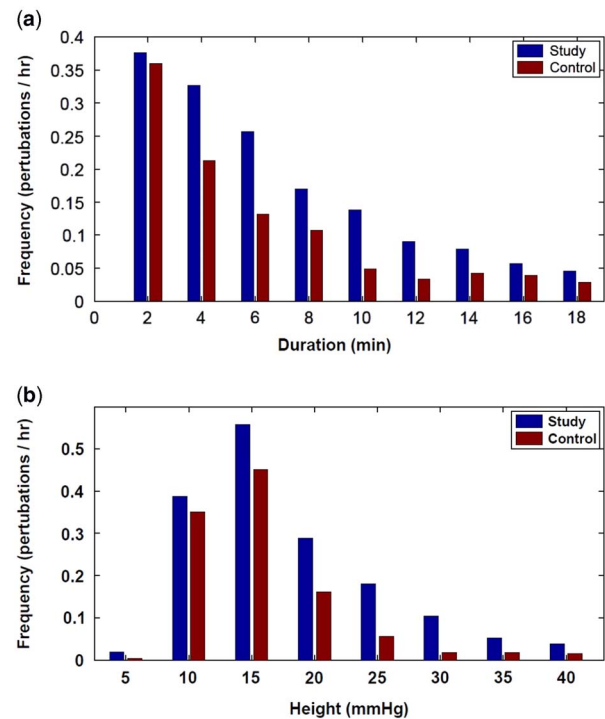 (a)
0.4
0.35
0.3
0.25
0.2
0.15
0.1
0.05
0
Frequency (pertubations / hr)
Study
Control
0 2 4 6 8 10 12 14 16 18
Duration (min)
(b)
0.5
0.4
0.3
0.2
0.1
0
Frequency (pertubations / hr)
Study
Control
5 10 15 20 25 30 35 40
Height (mmHg)